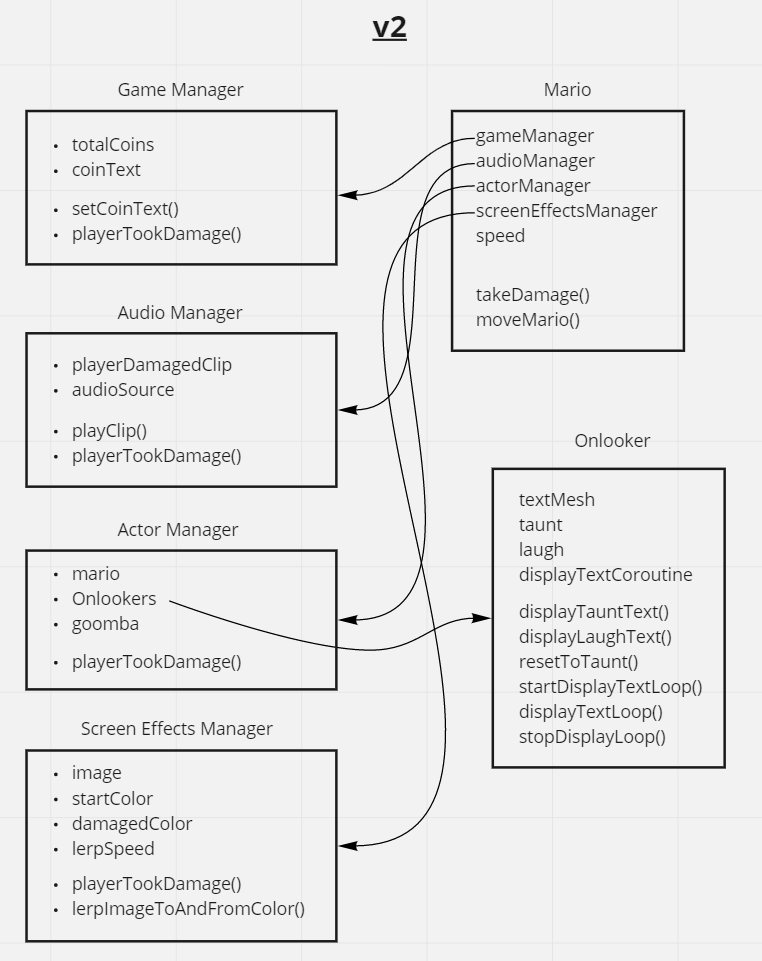 v2
Game Manager
• totalCoins
• coinText
• setCoinText()
• playerTookDamage()
Mario
gameManager
audioManager
actorManager
screenEffectsManager
speed
takeDamage()
moveMario()
Audio Manager
• playerDamagedClip
• audioSource
• playClip()
• playerTookDamage()
Onlooker
textMesh
taunt
laugh
displayTextCoroutine
displayTauntText()
displayLaughText()
resetToTaunt()
startDisplayTextLoop()
displayTextLoop()
stopDisplayLoop()
Actor Manager
• mario
• Onlookers
• goomba
• playerTookDamage()
Screen Effects Manager
• image
• startColor
• damagedColor
• lerpSpeed
• playerTookDamage()
• lerpImageToAndFromColor()